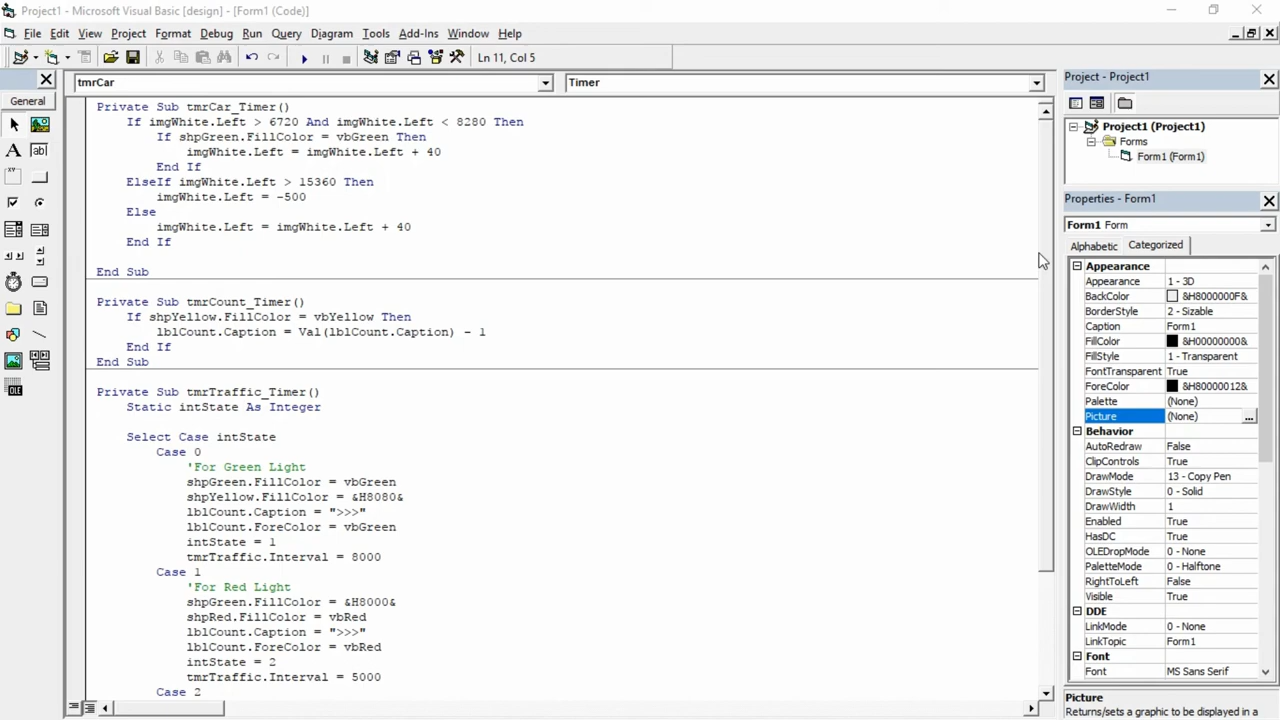 Project1 - Microsoft Visual Basic [design] - [Form1 (Code)]
File Edit View Project Format Debug Run Query Diagram Tools Add-Ins Window Help
Ln 11, Col 5
General
tmrCar Timer
Private Sub tmrCar_Timer()
If imgWhite.Left > 6720 And imgWhite.Left < 8280 Then
If shpGreen.FillColor = vbGreen Then
imgWhite.Left = imgWhite.Left + 40
End If
ElseIf imgWhite.Left > 15360 Then
imgWhite.Left = -500
Else
imgWhite.Left = imgWhite.Left + 40
End If
End Sub
Private Sub tmrCount_Timer()
If shpYellow.FillColor = vbYellow Then
lblCount.Caption = Val(lblCount.Caption) - 1
End If
End Sub
Private Sub tmrTraffic_Timer()
Static intState As Integer
Select Case intState
Case 0
'For Green Light
shpGreen.FillColor = vbGreen
shpYellow.FillColor = &H8080&
lblCount.Caption = ">>>"
lblCount.ForeColor = vbGreen
intState = 1
tmrTraffic.Interval = 8000
Case 1
'For Red Light
shpGreen.FillColor = &H8000&
shpRed.FillColor = vbRed
lblCount.Caption = ">>>"
lblCount.ForeColor = vbRed
intState = 2
tmrTraffic.Interval = 5000
Case 2
Project - Project1
Project1 (Project1)
Forms
Form1 (Form1)
Properties - Form1
Form1 Form
Alphabetic Categorized
Appearance
Appearance 1 - 3D
BackColor &H8000000F&
BorderStyle 2 - Sizable
Caption Form1
FillColor &H00000000&
FillStyle 1 - Transparent
FontTransparent True
ForeColor &H80000012&
Palette (None)
Picture (None) ...
Behavior
AutoRedraw False
ClipControls True
DrawMode 13 - Copy Pen
DrawStyle 0 - Solid
DrawWidth 1
Enabled True
HasDC True
OLEDropMode 0 - None
PaletteMode 0 - Halftone
RightToLeft False
Visible True
DDE
LinkMode 0 - None
LinkTopic Form1
Font
Font MS Sans Serif
Picture
Returns/sets a graphic to be displayed in a